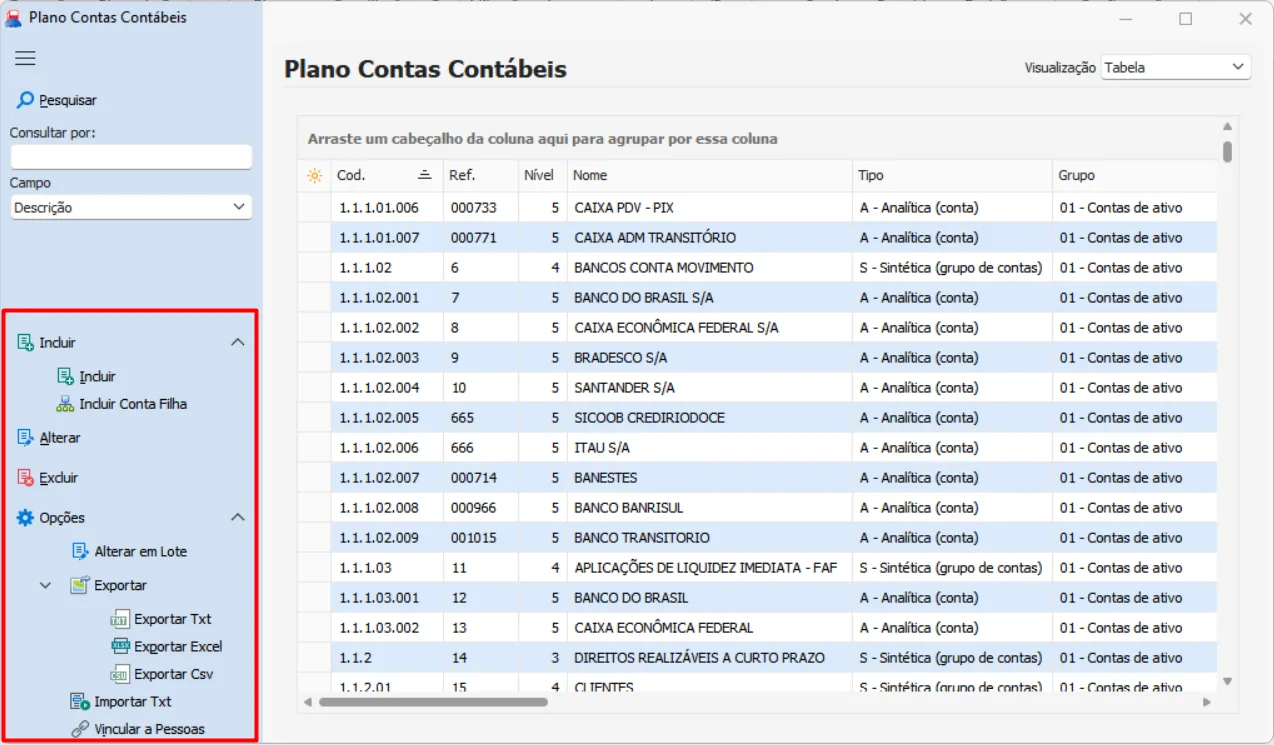 Plano Contas Contábeis
Pesquisar
Consultar por:
Campo
Descrição
Incluir
Incluir
Incluir Conta Filha
Alterar
Excluir
Opções
Alterar em Lote
Exportar
Exportar Txt
Exportar Excel
Exportar Csv
Importar Txt
Vincular a Pessoas
Plano Contas Contábeis
Visualização Tabela
Arraste um cabeçalho da coluna aqui para agrupar por essa coluna
Cod. Ref. Nível Nome Tipo Grupo
1.1.1.01.006 000733 5 CAIXA PDV - PIX A - Analítica (conta) 01 - Contas de ativo
1.1.1.01.007 000771 5 CAIXA ADM TRANSITÓRIO A - Analítica (conta) 01 - Contas de ativo
1.1.1.02 6 4 BANCOS CONTA MOVIMENTO S - Sintética (grupo de contas) 01 - Contas de ativo
1.1.1.02.001 7 5 BANCO DO BRASIL S/A A - Analítica (conta) 01 - Contas de ativo
1.1.1.02.002 8 5 CAIXA ECONÔMICA FEDERAL S/A A - Analítica (conta) 01 - Contas de ativo
1.1.1.02.003 9 5 BRADESCO S/A A - Analítica (conta) 01 - Contas de ativo
1.1.1.02.004 10 5 SANTANDER S/A A - Analítica (conta) 01 - Contas de ativo
1.1.1.02.005 665 5 SICOOB CREDIRIODOCE A - Analítica (conta) 01 - Contas de ativo
1.1.1.02.006 666 5 ITAU S/A A - Analítica (conta) 01 - Contas de ativo
1.1.1.02.007 000714 5 BANESTES A - Analítica (conta) 01 - Contas de ativo
1.1.1.02.008 000966 5 BANCO BANRISUL A - Analítica (conta) 01 - Contas de ativo
1.1.1.02.009 001015 5 BANCO TRANSITORIO A - Analítica (conta) 01 - Contas de ativo
1.1.1.03 11 4 APLICAÇÕES DE LIQUIDEZ IMEDIATA - FAF S - Sintética (grupo de contas) 01 - Contas de ativo
1.1.1.03.001 12 5 BANCO DO BRASIL A - Analítica (conta) 01 - Contas de ativo
1.1.1.03.002 13 5 CAIXA ECONÔMICA FEDERAL A - Analítica (conta) 01 - Contas de ativo
1.1.2 14 3 DIREITOS REALIZÁVEIS A CURTO PRAZO S - Sintética (grupo de contas) 01 - Contas de ativo
1.1.2.01 15 4 CLIENTES S - Sintética (grupo de contas) 01 - Contas de ativo